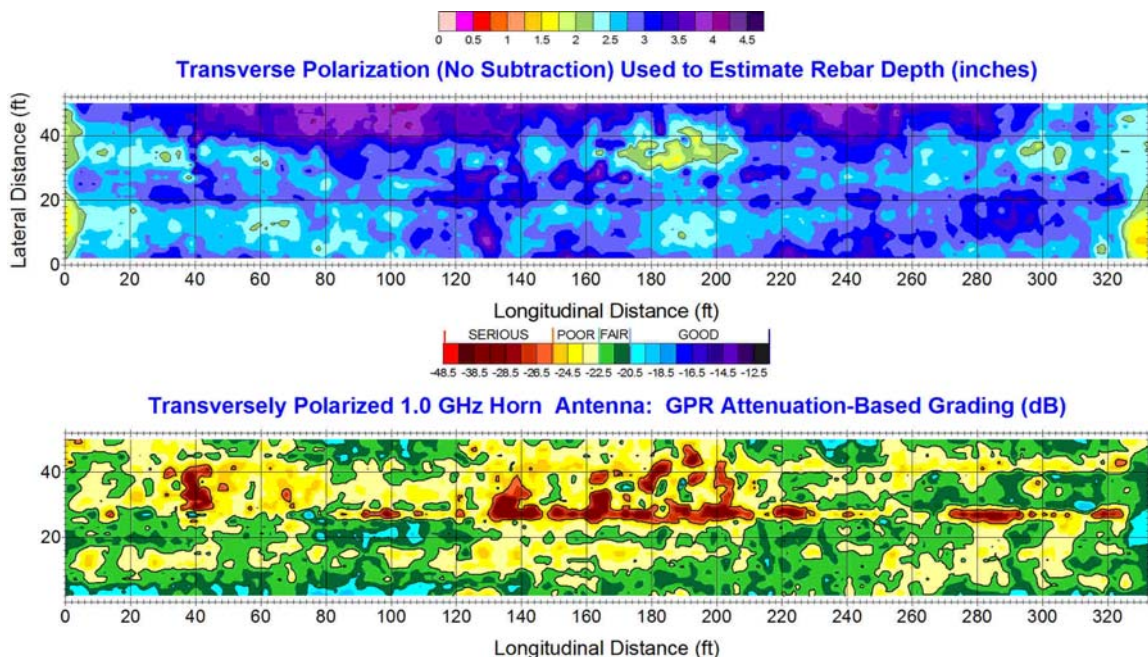 0 0.5 1 1.5 2 2.5 3 3.5 4 4.5
Transverse Polarization (No Subtraction) Used to Estimate Rebar Depth (inches)
Lateral Distance (ft)
40
20
0
0 20 40 60 80 100 120 140 160 180 200 220 240 260 280 300 320
Longitudinal Distance (ft)
SERIOUS POOR FAIR GOOD
-48.5 -38.5 -28.5 -26.5 -24.5 -22.5 -20.5 -18.5 -16.5 -14.5 -12.5
Transversely Polarized 1.0 GHz Horn Antenna: GPR Attenuation-Based Grading (dB)
40
20
0 20 40 60 80 100 120 140 160 180 200 220 240 260 280 300 320
Longitudinal Distance (ft)